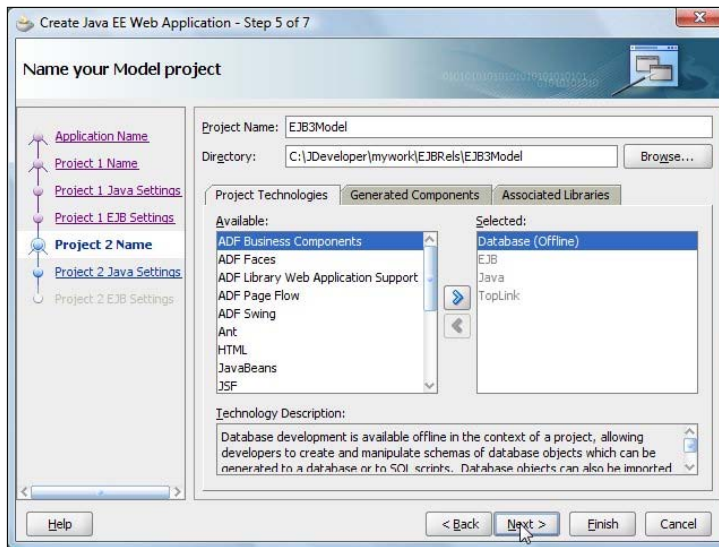 Create Java EE Web Application - Step 5 of 7
Name your Model project
Application Name
Project 1 Name
Project 1 Java Settings
Project 1 EJB Settings
Project 2 Name
Project 2 Java Settings
Project 2 EJB Settings
Project Name: EJB3Model
Directory: C:\JDeveloper\mywork\EJBRels\EJB3Model Browse...
Project Technologies Generated Components Associated Libraries
Available: Selected:
ADF Business Components Database (Offline)
ADF Faces EJB
ADF Library Web Application Support Java
ADF Page Flow TopLink
ADF Swing
Ant
HTML
JavaBeans
JSF
Technology Description:
Database development is available offline in the context of a project, allowing
developers to create and manipulate schemas of database objects which can be
generated to a database or to SQL scripts. Database objects can also be imported
Help < Back Next > Finish Cancel